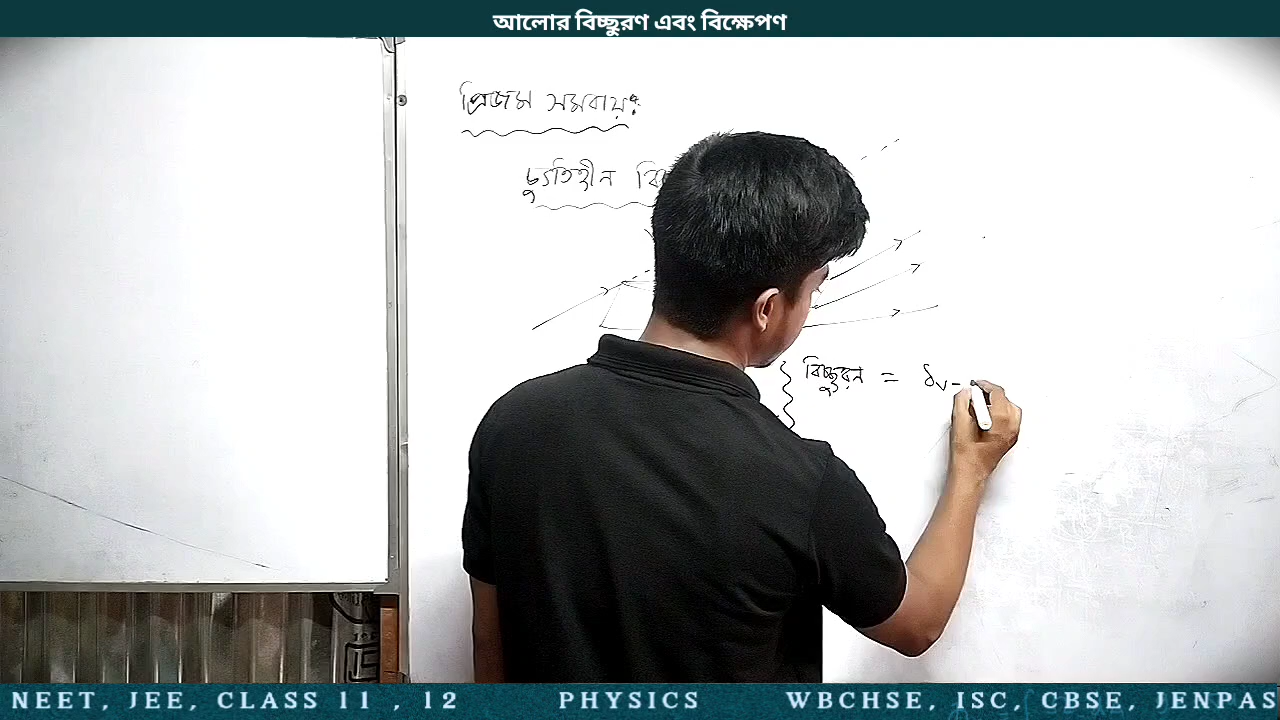 আলোর বিচ্ছুরণ এবং বিক্ষেপণ
প্রিজম সমবায়ঃ
চ্যুতিহীন
বিচ্ছুরন = δv -
NEET, JEE, CLASS 11 , 12 PHYSICS WBCHSE, ISC, CBSE, JENPAS